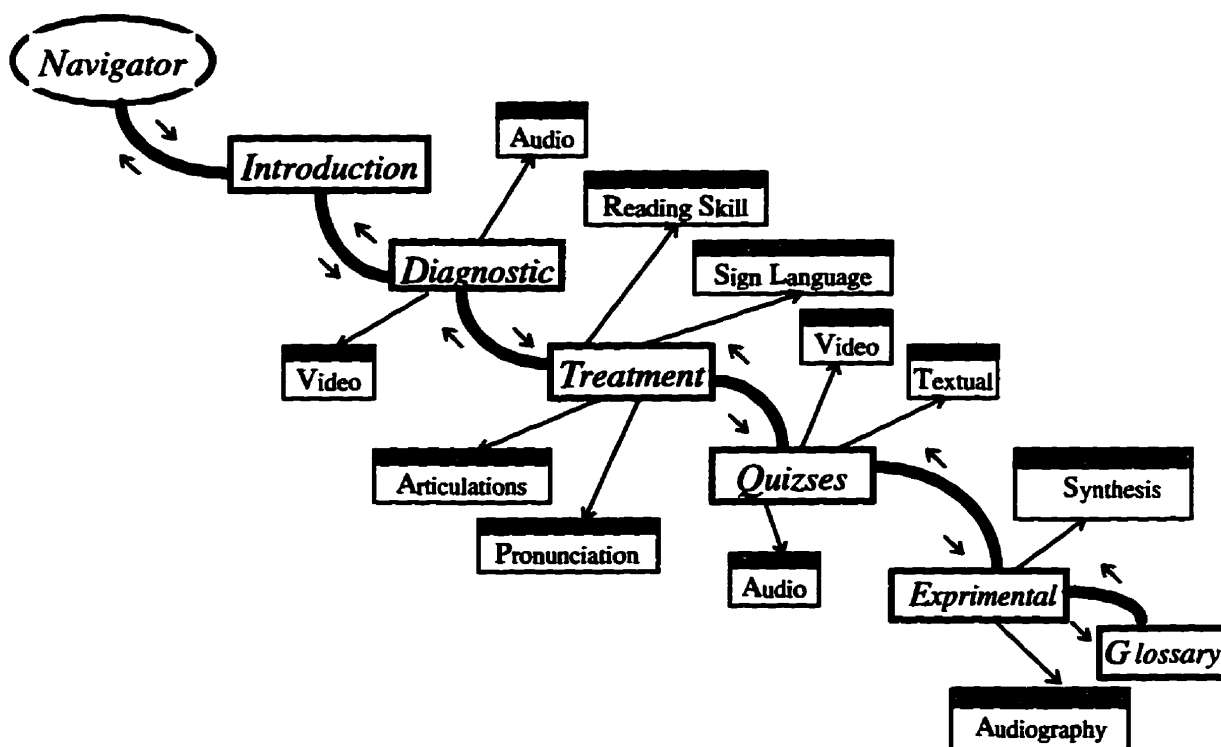 Navigator
Audio
Introduction
Reading Skill
Diagnostic
Sign Language
Video
Video
Treatment
Textual
Articulations
Quizses
Synthesis
Pronunciation
Audio
Exprimental
Glossary
Audiography